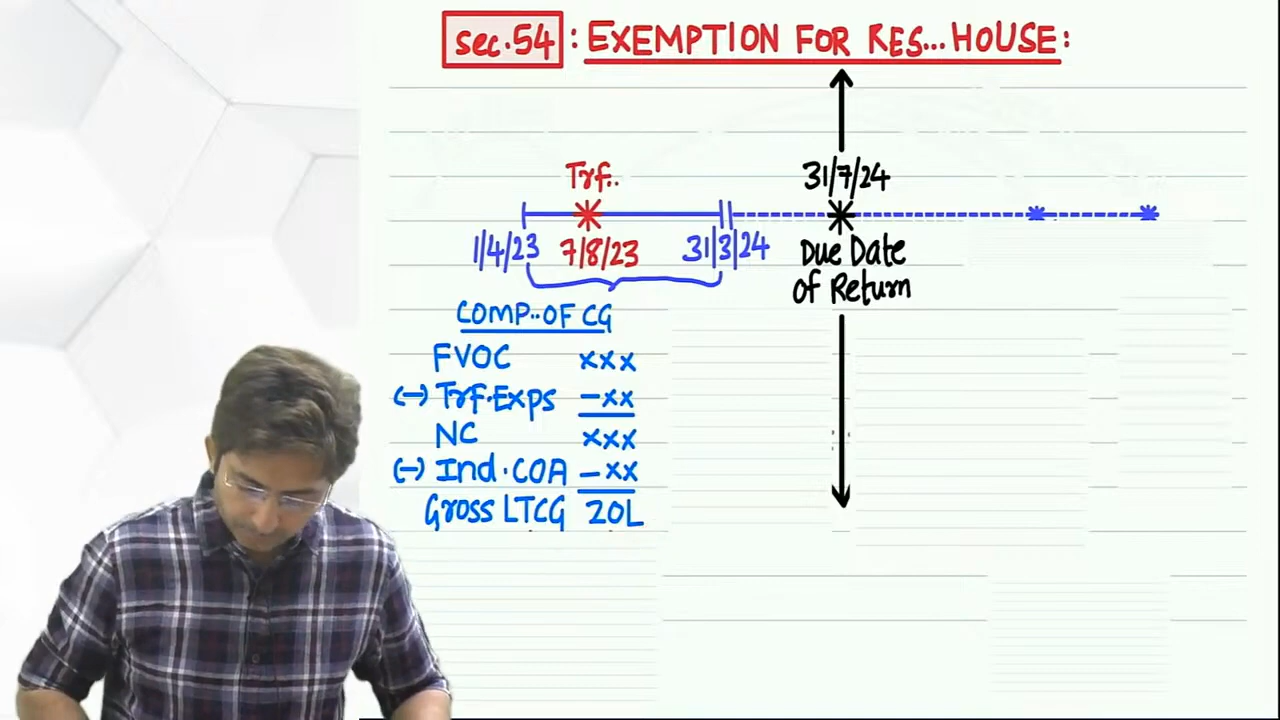 sec.54 : EXEMPTION FOR RES... HOUSE:
Trf..
31/7/24
1/4/23 7/8/23 31/3/24
Due Date
of Return
COMP..OF CG
FVOC xxx
(-) Trf.Exps -xx
NC xxx
(-) Ind.COA -xx
Gross LTCG 20L